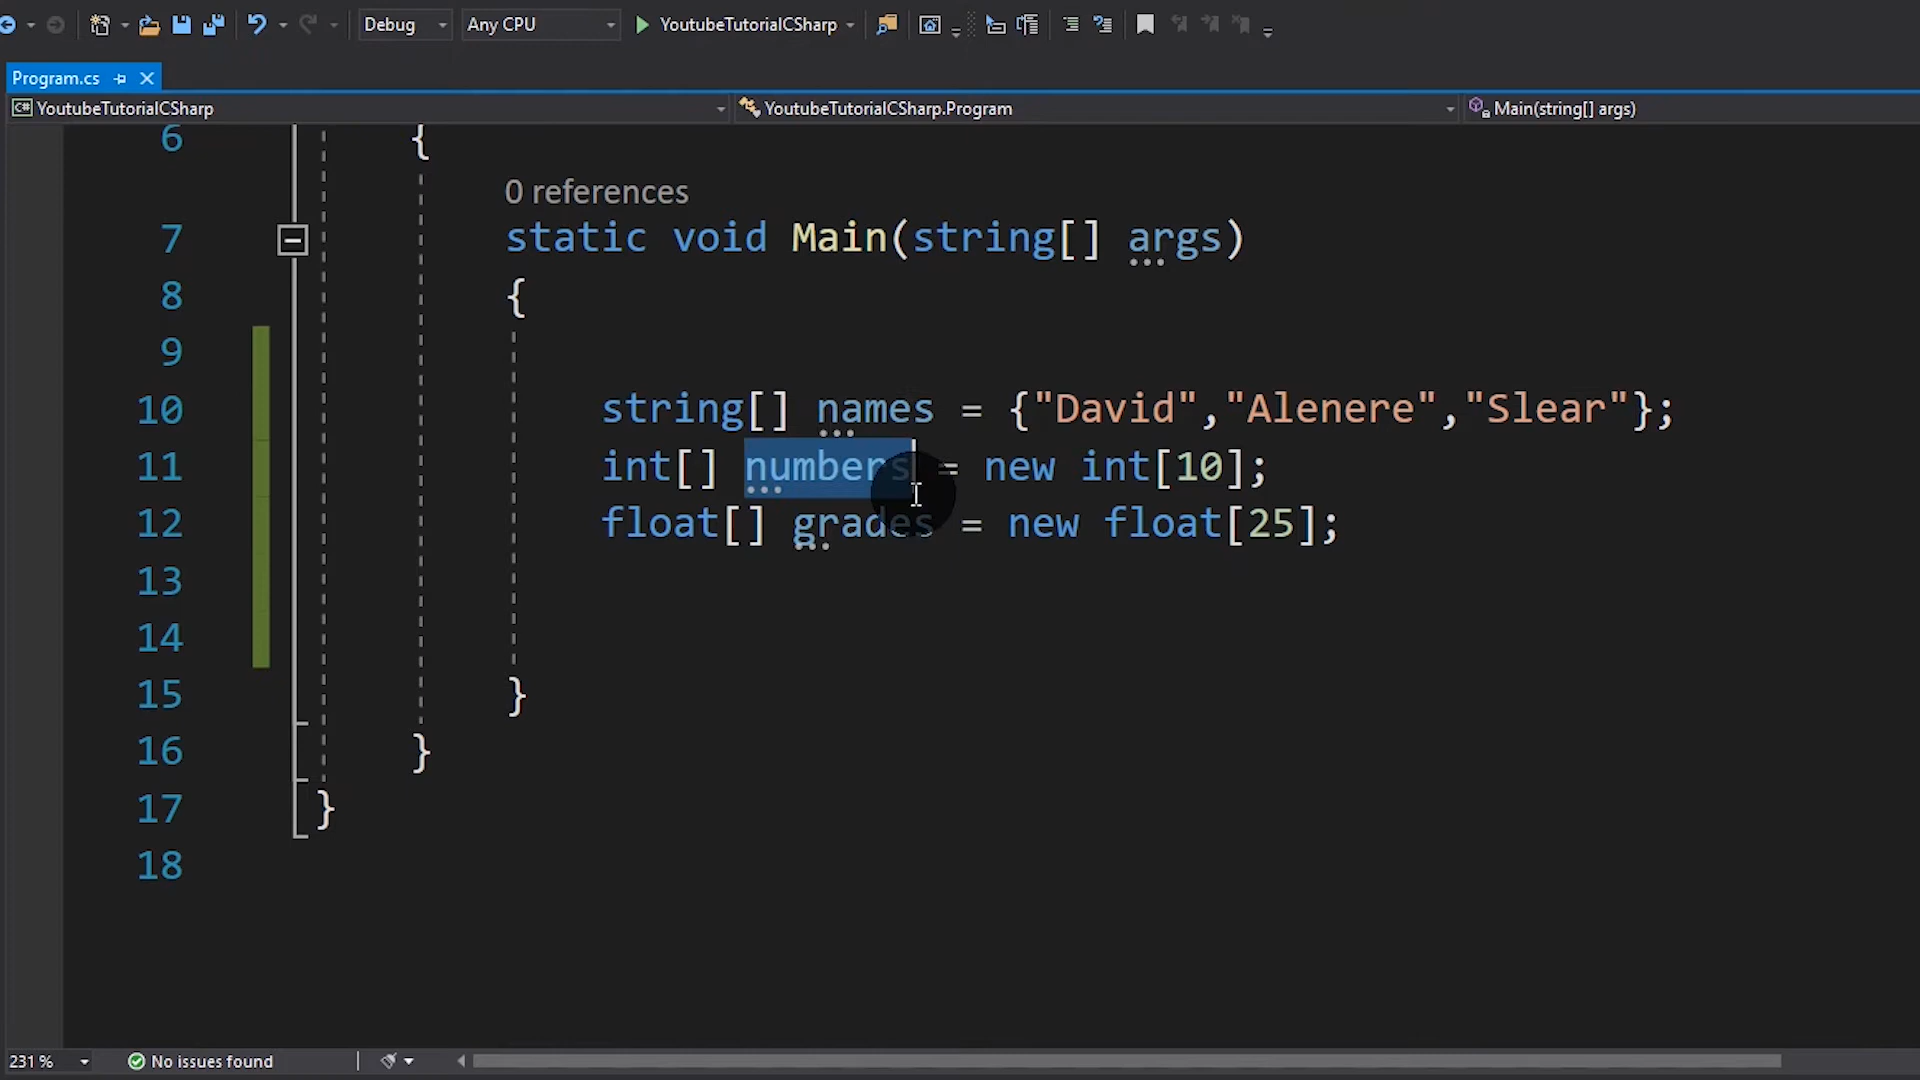 Debug Any CPU YoutubeTutorialCSharp
Program.cs
C# YoutubeTutorialCSharp YoutubeTutorialCSharp.Program Main(string[] args)
6 {
0 references
7 static void Main(string[] args)
8 {
9
10 string[] names = {"David","Alenere","Slear"};
11 int[] numbers = new int[10];
12 float[] grades = new float[25];
13
14
15 }
16 }
17 }
18
231 % No issues found